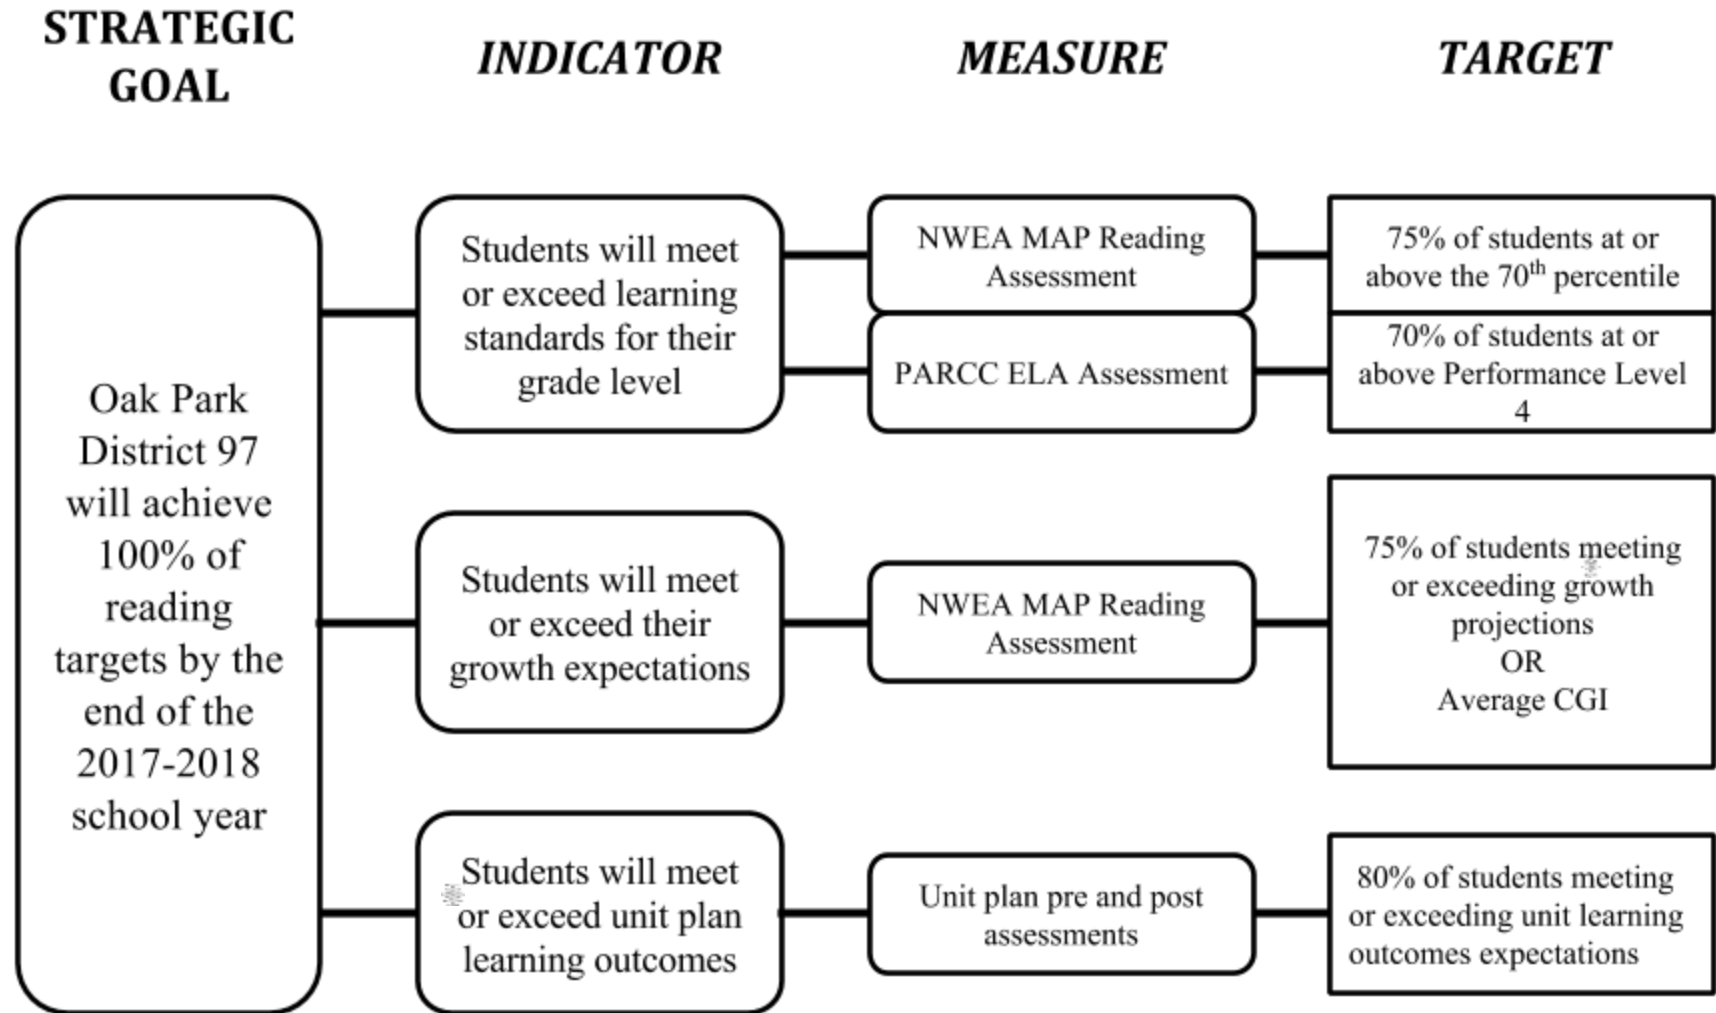 STRATEGIC
GOAL
INDICATOR
MEASURE
TARGET
Oak Park
District 97
will achieve
100% of
reading
targets by the
end of the
2017-2018
school year
Students will meet
or exceed learning
standards for their
grade level
NWEA MAP Reading
Assessment
75% of students at or
above the 70th percentile
PARCC ELA Assessment
70% of students at or
above Performance Level
4
Students will meet
or exceed their
growth expectations
NWEA MAP Reading
Assessment
75% of students meeting
or exceeding growth
projections
OR
Average CGI
Students will meet
or exceed unit plan
learning outcomes
Unit plan pre and post
assessments
80% of students meeting
or exceeding unit learning
outcomes expectations